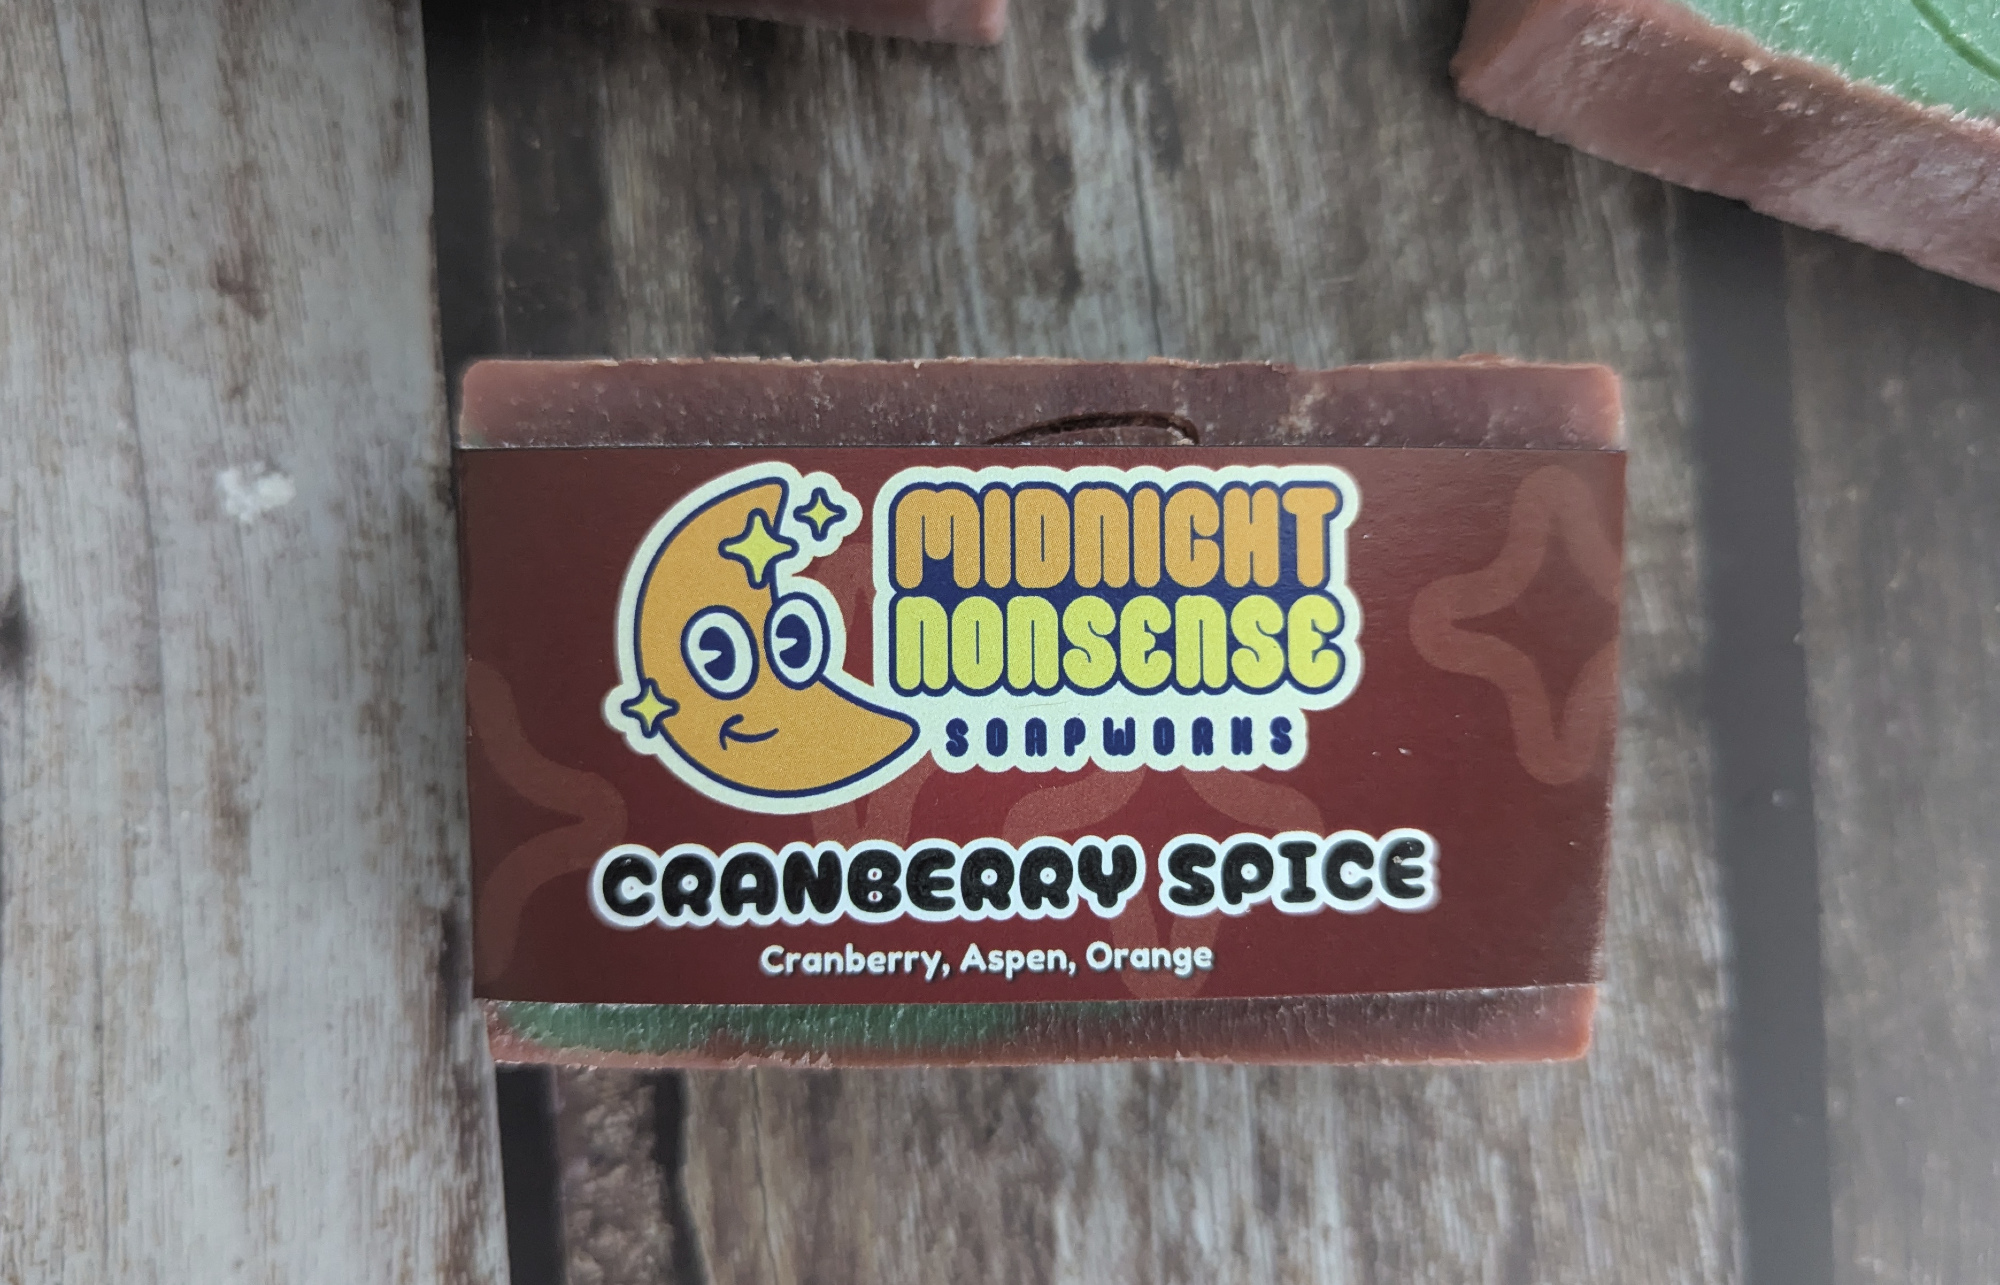 MIDNIGHT
NONSENSE
SOAPWORKS
CRANBERRY SPICE
Cranberry, Aspen, Orange